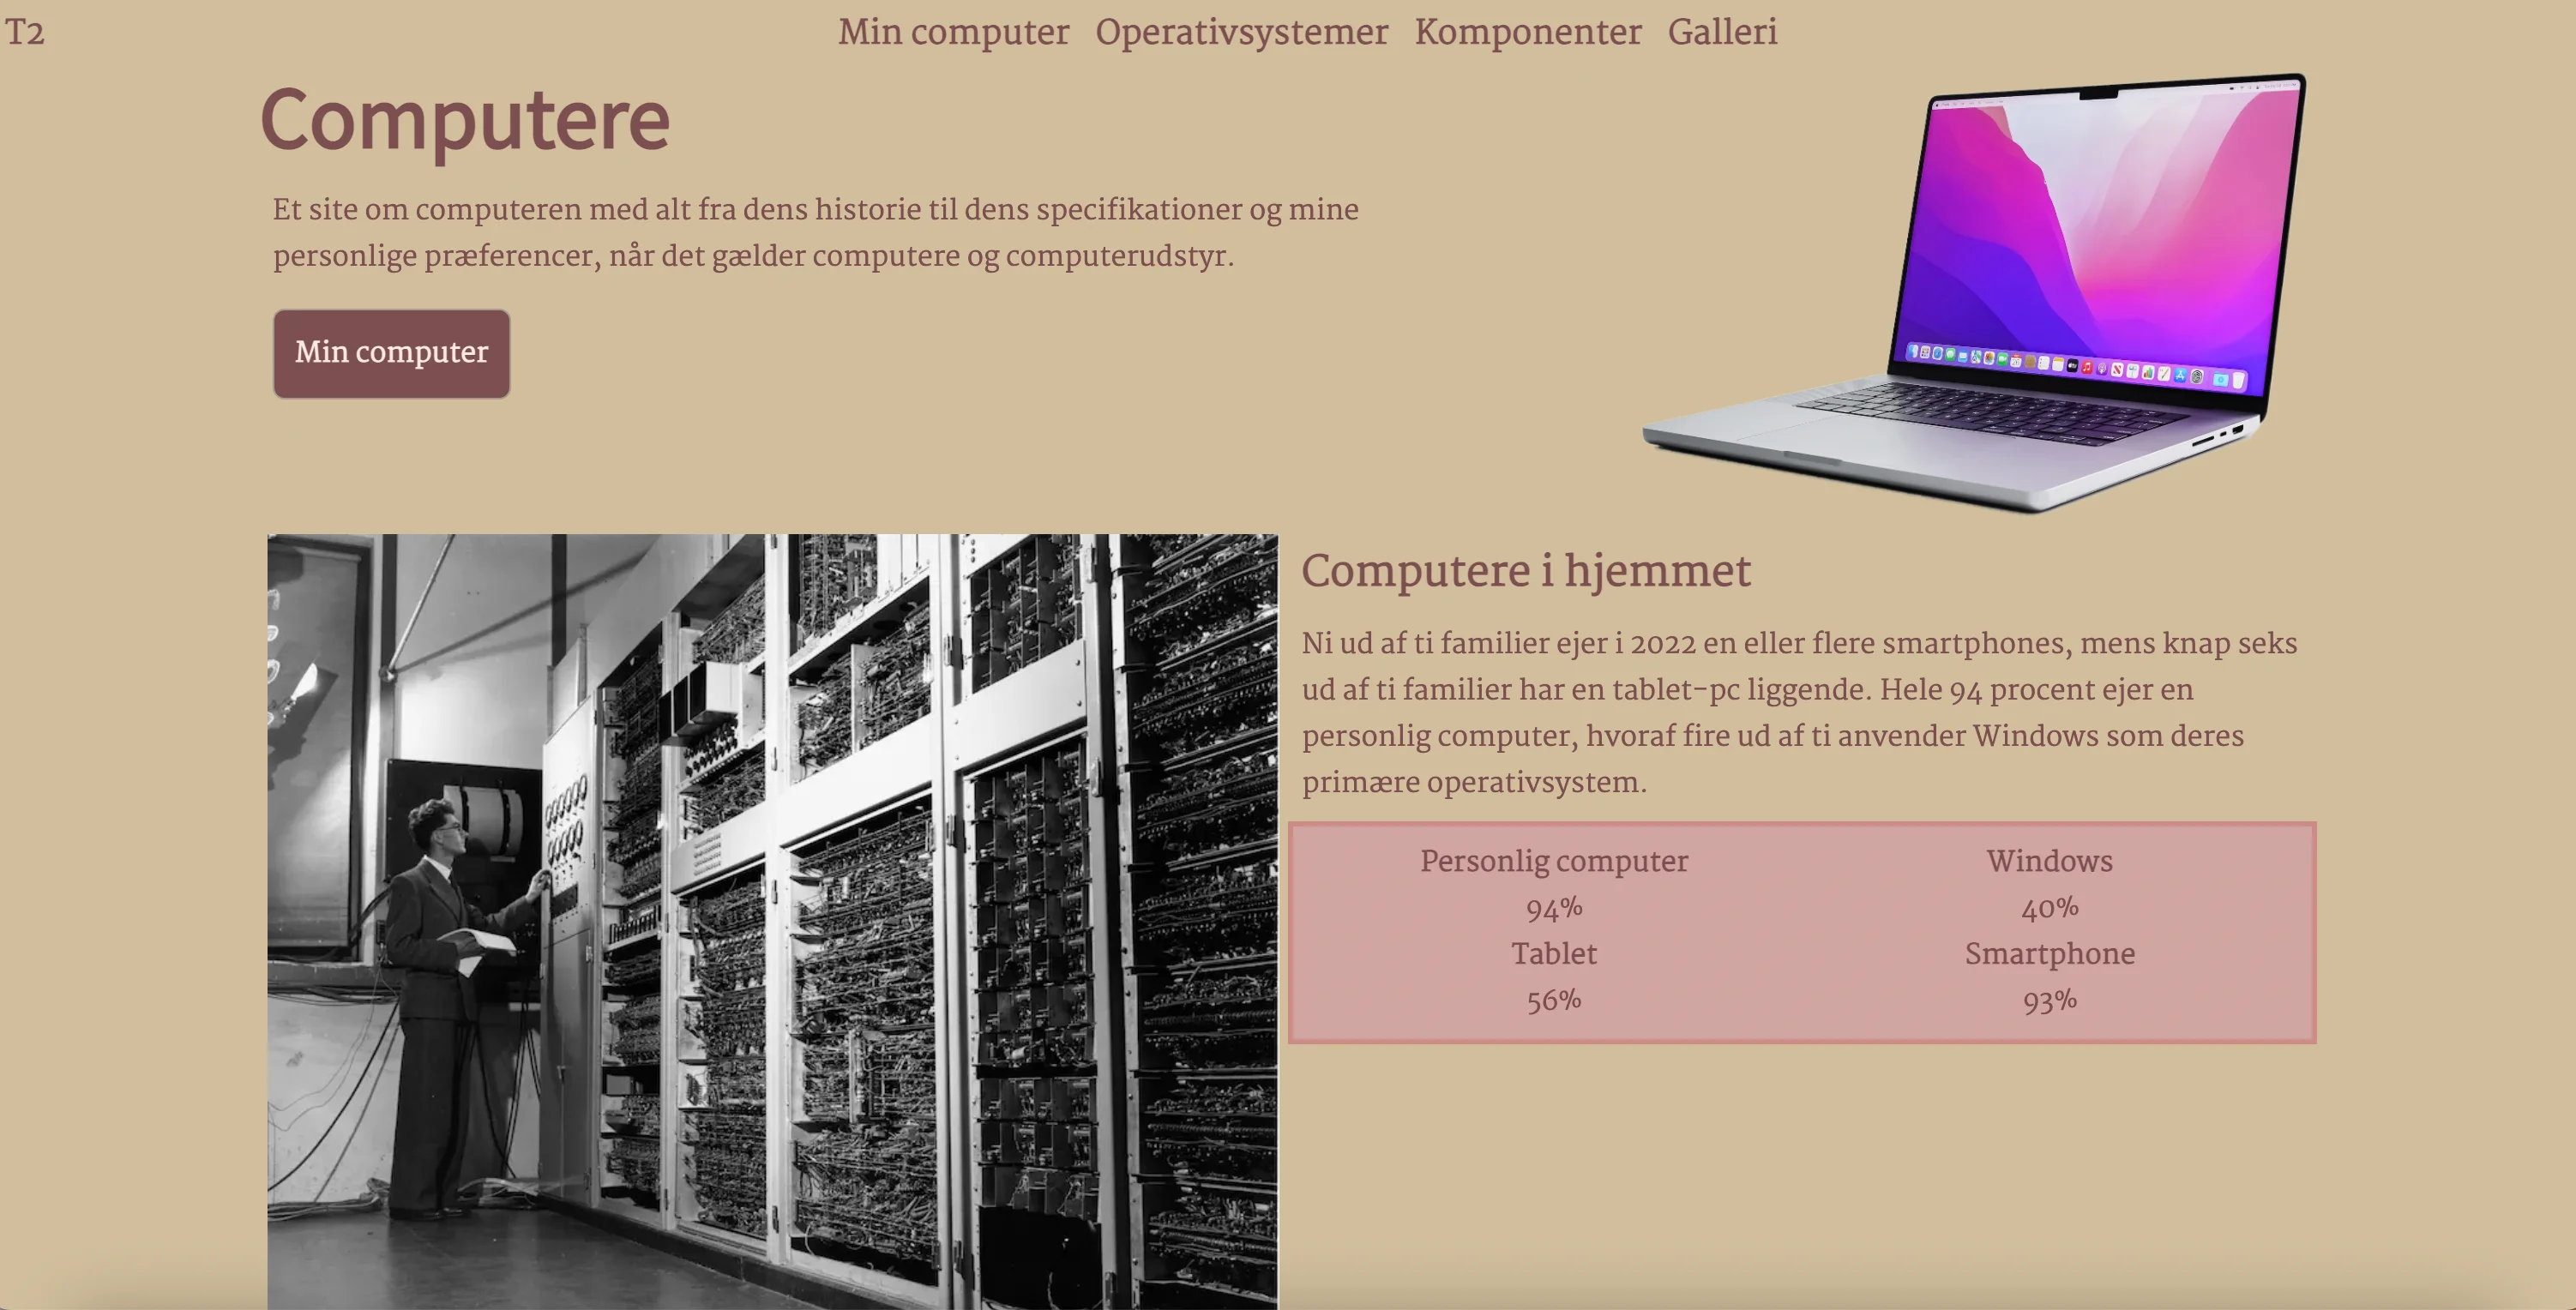 T2
Min computer Operativsystemer Komponenter Galleri
Computere
Et site om computeren med alt fra dens historie til dens specifikationer og mine
personlige præferencer, når det gælder computere og computerudstyr.
Min computer
Computere i hjemmet
Ni ud af ti familier ejer i 2022 en eller flere smartphones, mens knap seks
ud af ti familier har en tablet-pc liggende. Hele 94 procent ejer en
personlig computer, hvoraf fire ud af ti anvender Windows som deres
primære operativsystem.
Personlig computer Windows
94% 40%
Tablet Smartphone
56% 93%